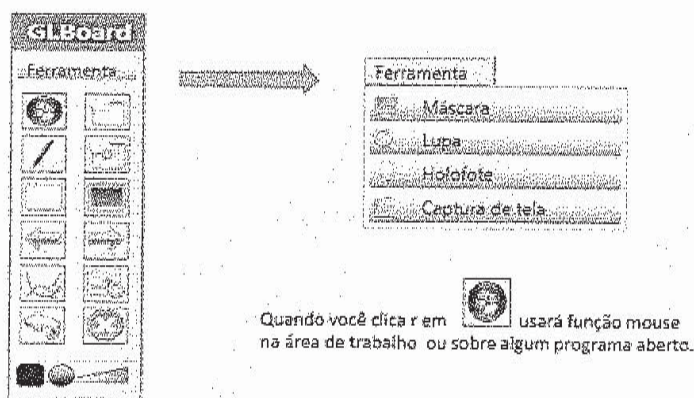 GLBoard
Ferramenta
Ferramenta
Máscara
Lupa
Holofote
Captura de tela
Quando você clica r em usará função mouse
na área de trabalho ou sobre algum programa aberto.